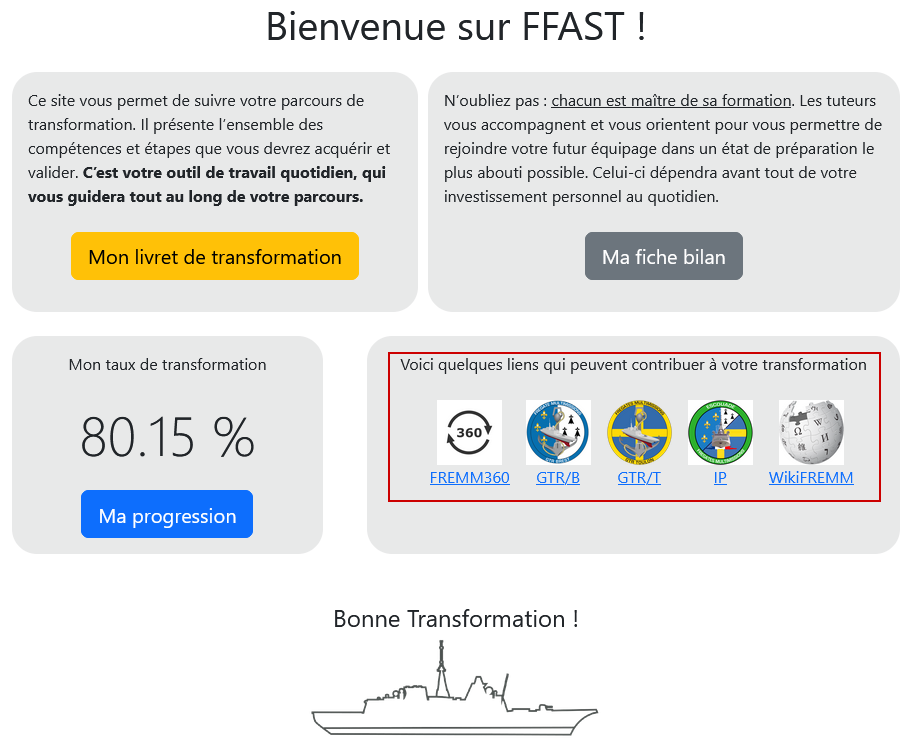 Bienvenue sur FFAST !
Ce site vous permet de suivre votre parcours de
transformation. Il présente l’ensemble des
compétences et étapes que vous devrez acquérir et
valider. C’est votre outil de travail quotidien, qui
vous guidera tout au long de votre parcours.
Mon livret de transformation
N’oubliez pas : chacun est maître de sa formation. Les tuteurs
vous accompagnent et vous orientent pour vous permettre de
rejoindre votre futur équipage dans un état de préparation le
plus abouti possible. Celui-ci dépendra avant tout de votre
investissement personnel au quotidien.
Ma fiche bilan
Mon taux de transformation
80.15 %
Ma progression
Voici quelques liens qui peuvent contribuer à votre transformation
360
FREMM360
GTR/B
GTR/T
IP
WikiFREMM
Bonne Transformation !